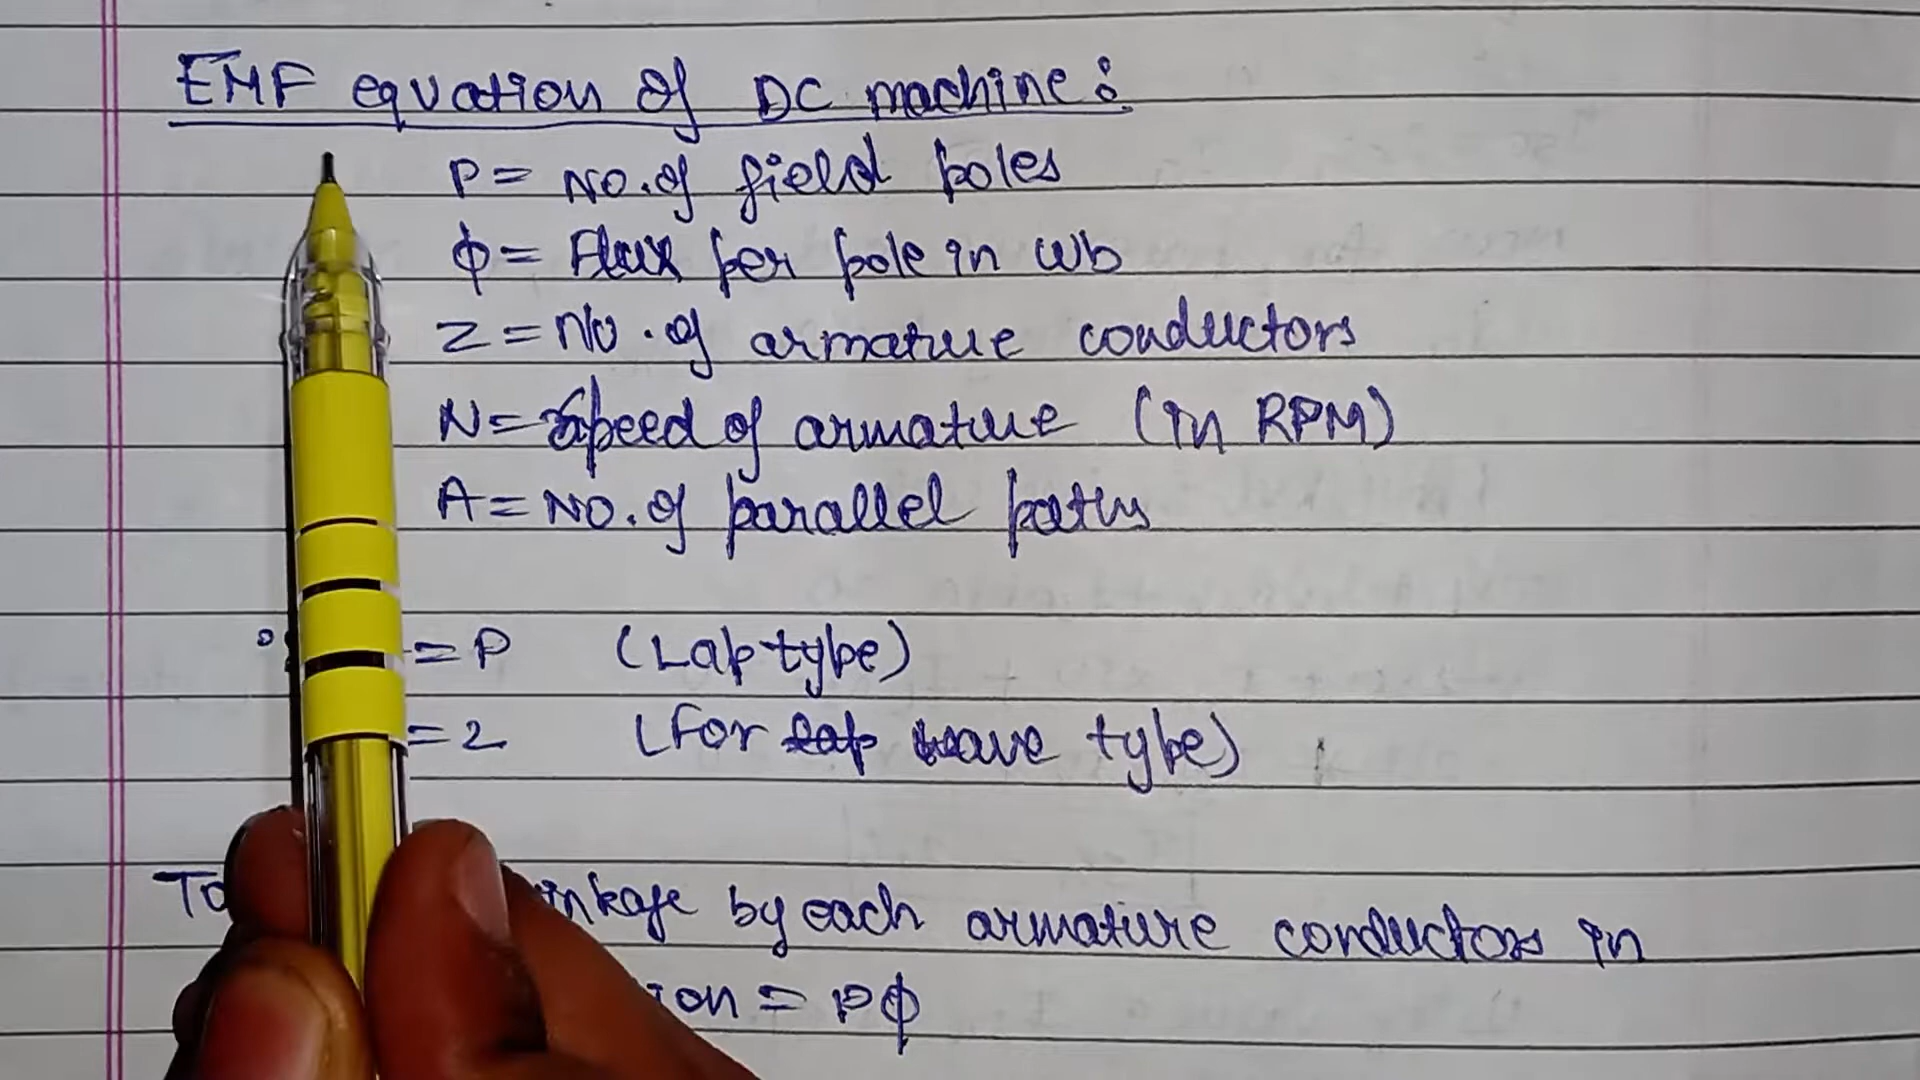 EMF equation of DC machine:
P = No. of field poles
ϕ = Flux per pole in wb
Z = no. of armature conductors
N = Speed of armature (in RPM)
A = No. of parallel paths
= P (Lap type)
= 2 (For lap wave type)
by each armature conductors in
= Pϕ